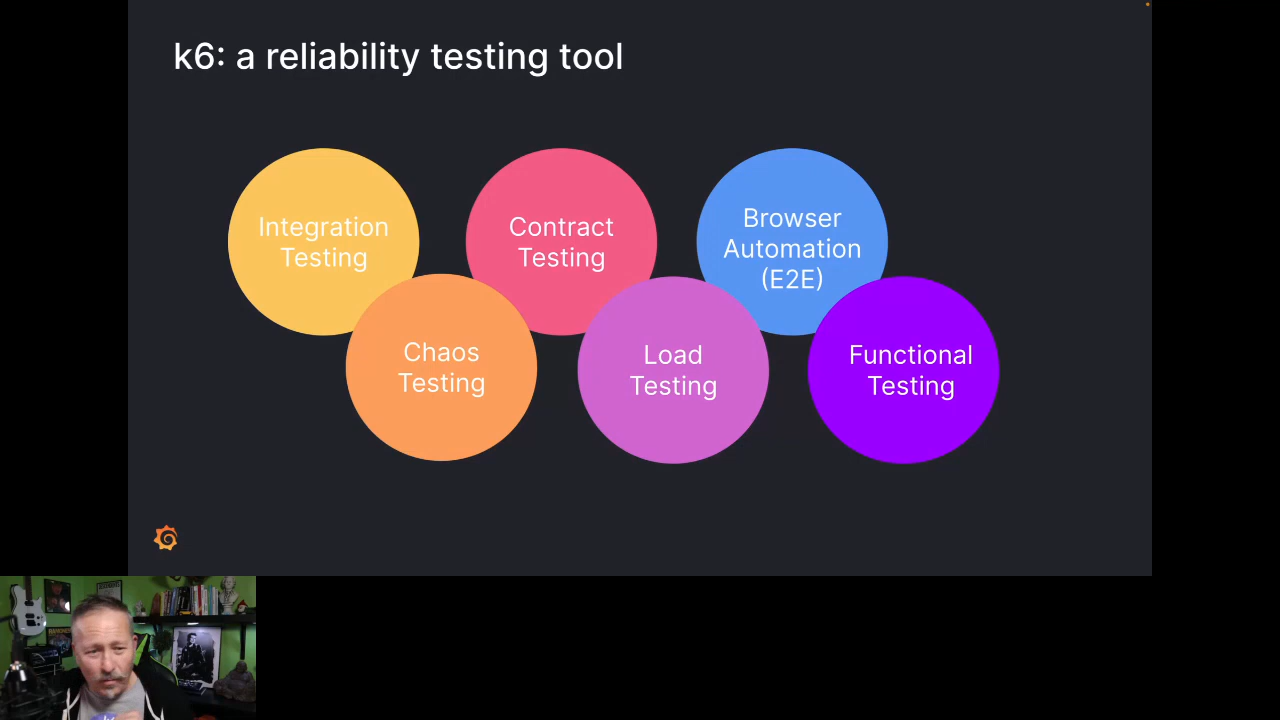 k6: a reliability testing tool
Integration
Testing
Contract
Testing
Browser
Automation
(E2E)
Chaos
Testing
Load
Testing
Functional
Testing